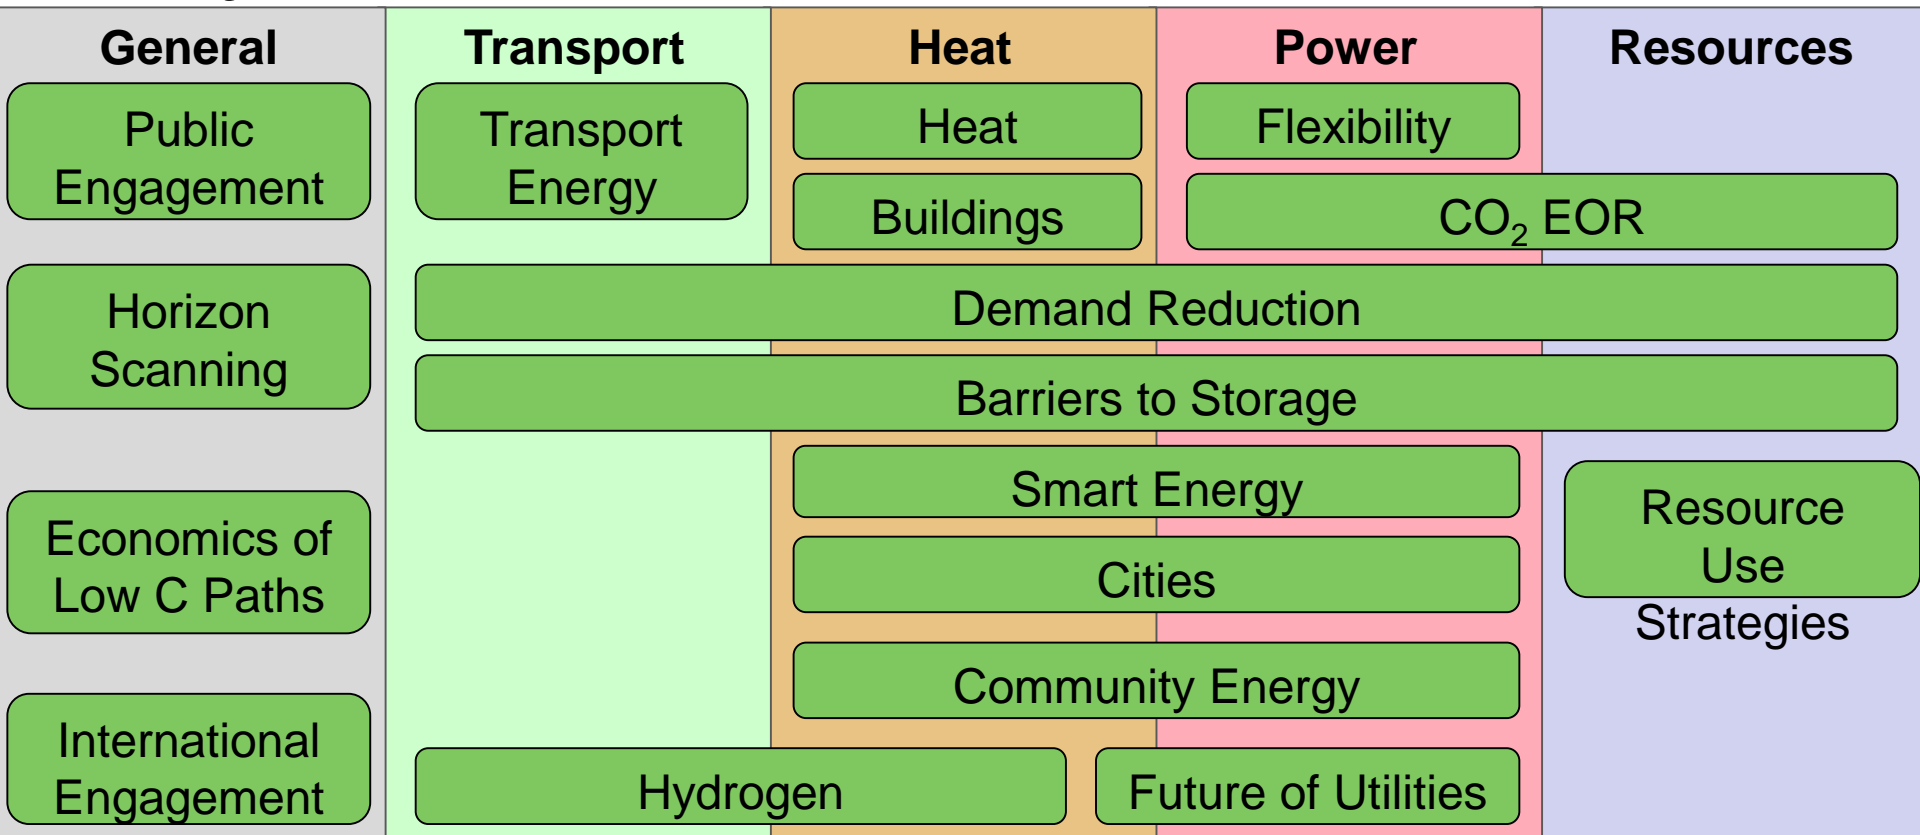 General
Transport
Heat
Power
Resources
Public
Engagement
Transport
Energy
Heat
Flexibility
Buildings
CO₂ EOR
Horizon
Scanning
Demand Reduction
Barriers to Storage
Economics of
Low C Paths
Smart Energy
Cities
Resource
Use
Strategies
Community Energy
International
Engagement
Hydrogen
Future of Utilities